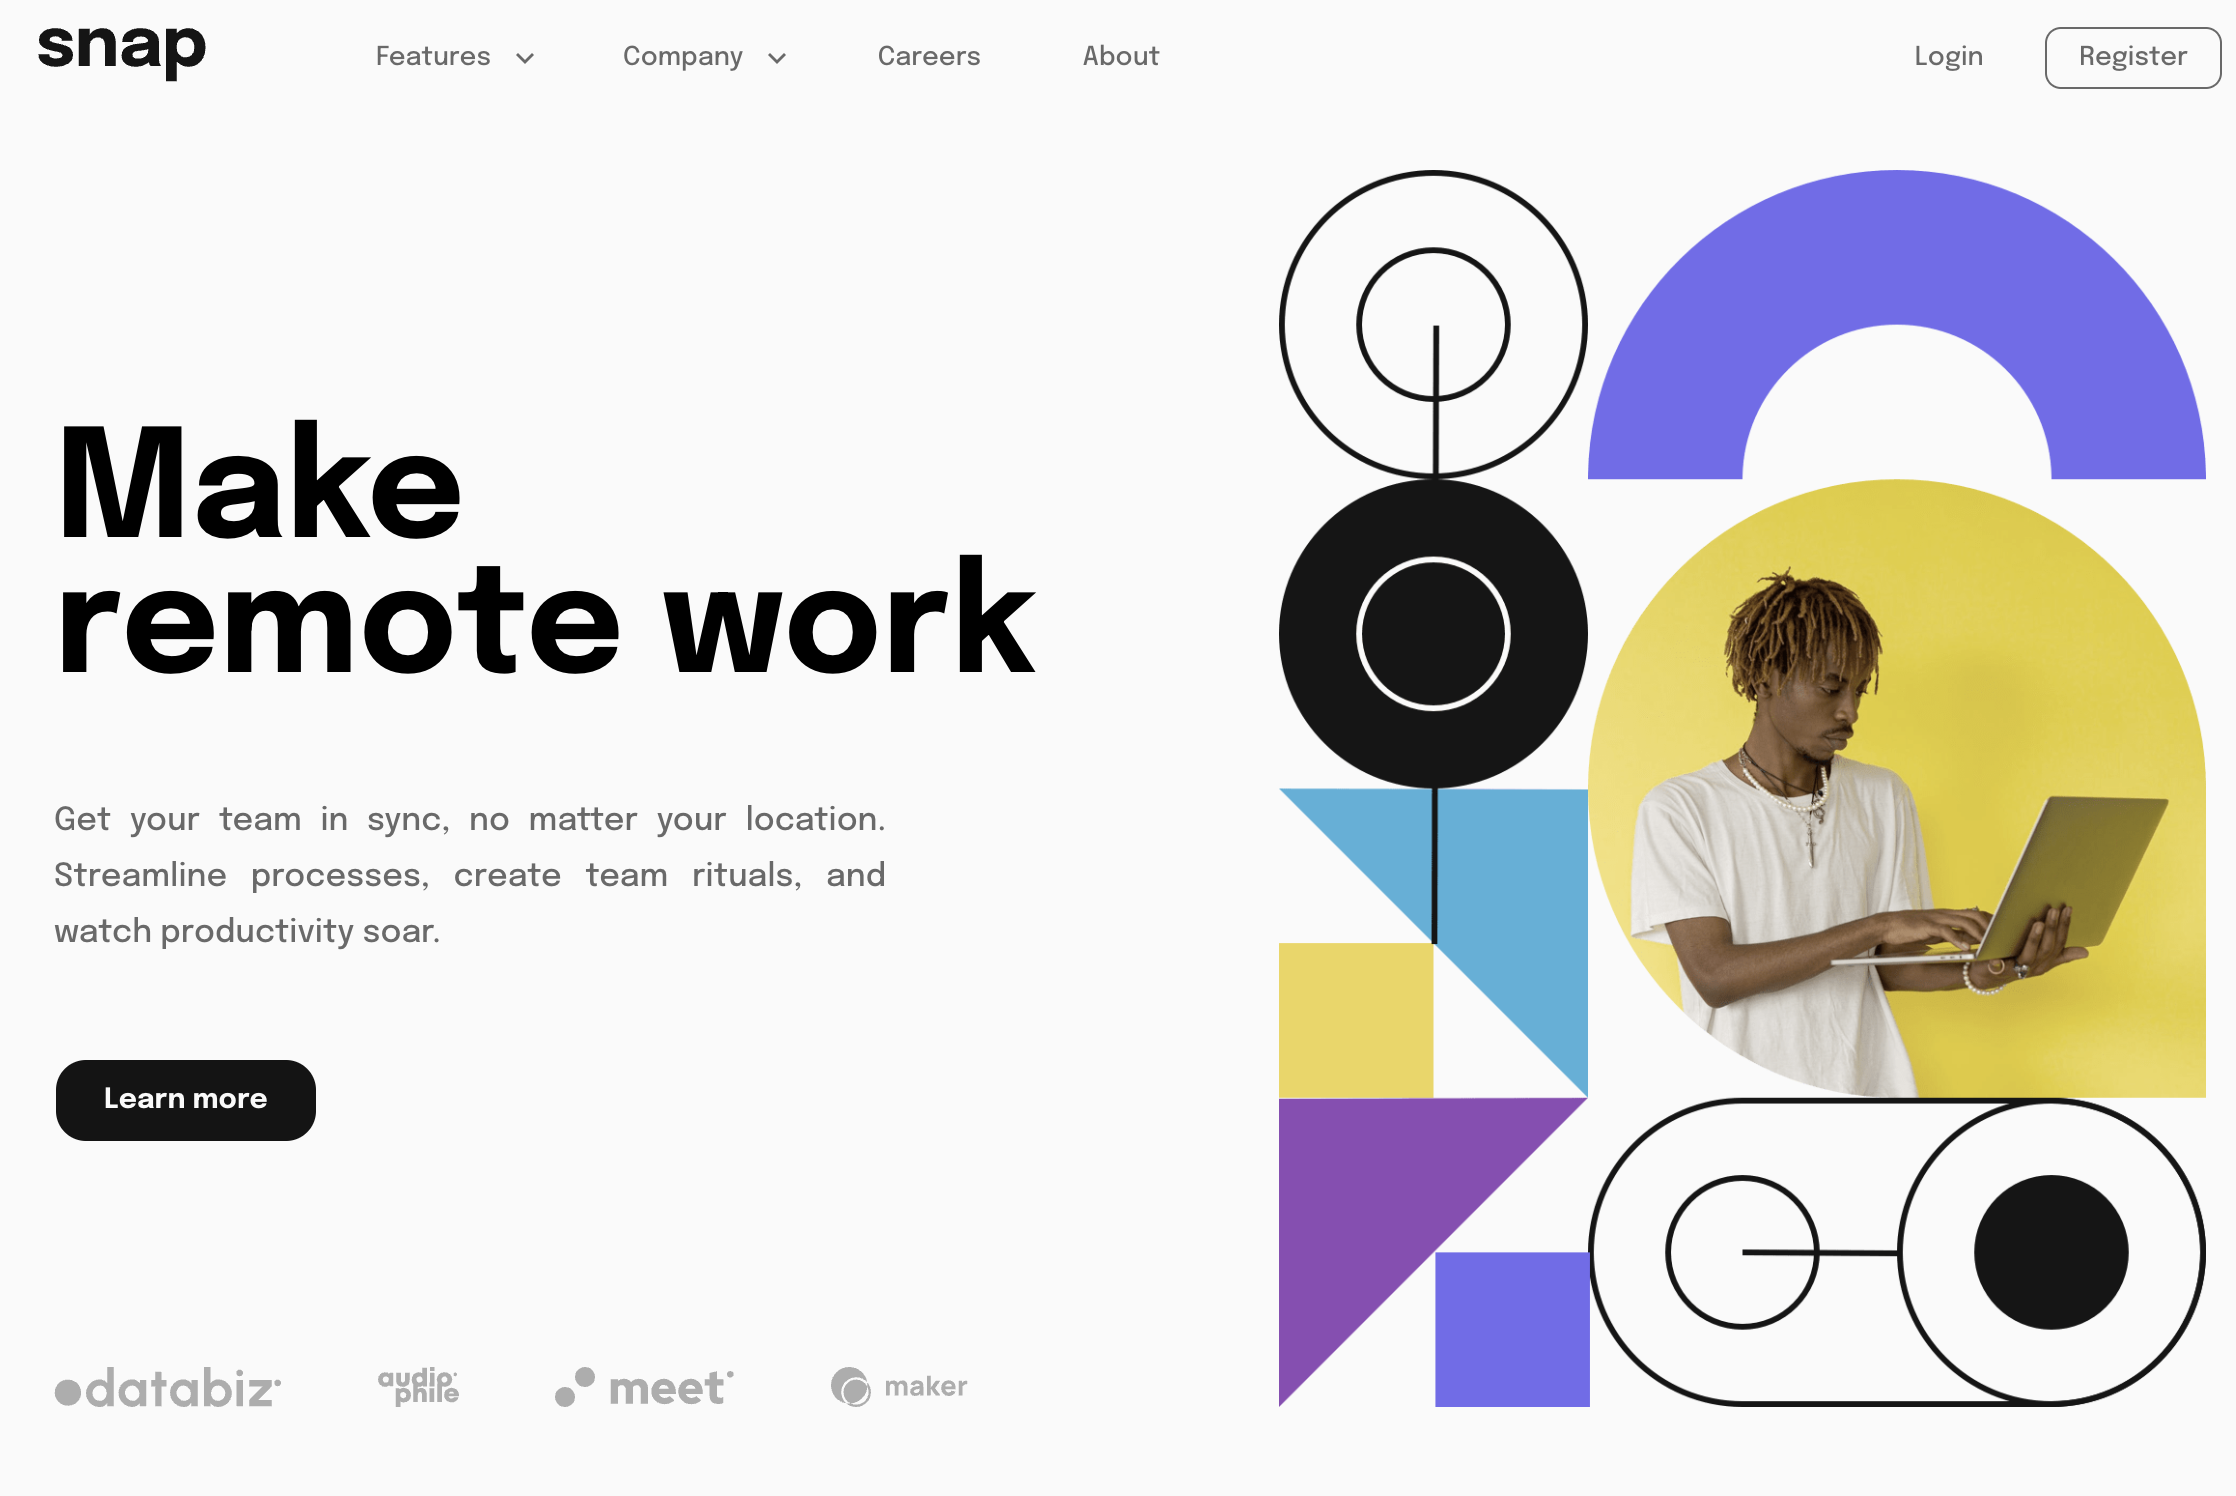 snap
Features
Company
Careers
About
Login
Register
Make
remote work
Get your team in sync, no matter your location.
Streamline processes, create team rituals, and
watch productivity soar.
Learn more
databiz
audio
phile
meet
maker